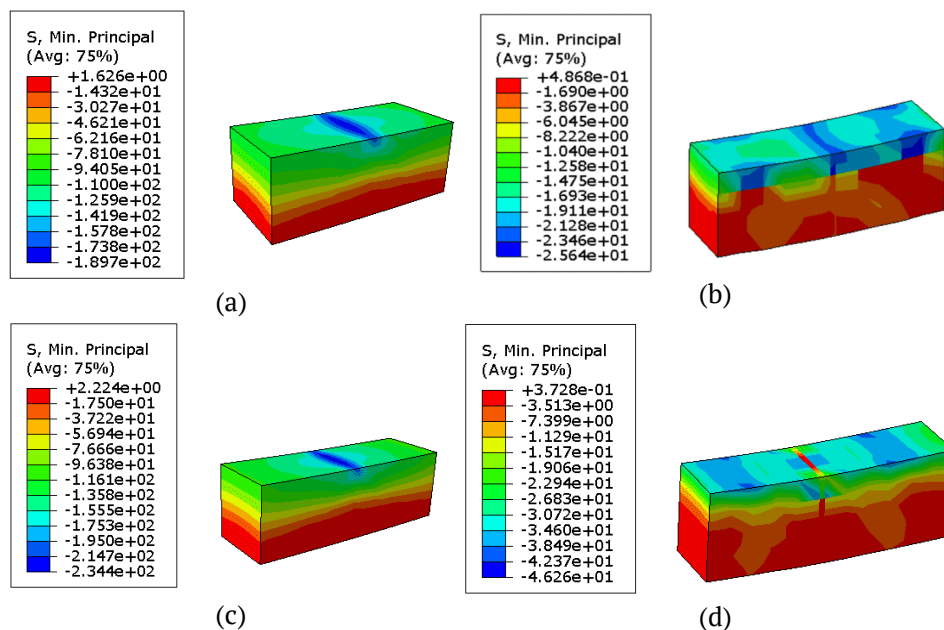 S, Min. Principal
(Avg: 75%)
+1.626e+00
-1.432e+01
-3.027e+01
-4.621e+01
-6.216e+01
-7.810e+01
-9.405e+01
-1.100e+02
-1.259e+02
-1.419e+02
-1.578e+02
-1.738e+02
-1.897e+02
(a)
S, Min. Principal
(Avg: 75%)
+4.868e-01
-1.690e+00
-3.867e+00
-6.045e+00
-8.222e+00
-1.040e+01
-1.258e+01
-1.475e+01
-1.693e+01
-1.911e+01
-2.128e+01
-2.346e+01
-2.564e+01
(b)
S, Min. Principal
(Avg: 75%)
+2.224e+00
-1.750e+01
-3.722e+01
-5.694e+01
-7.666e+01
-9.638e+01
-1.161e+02
-1.358e+02
-1.555e+02
-1.753e+02
-1.950e+02
-2.147e+02
-2.344e+02
(c)
S, Min. Principal
(Avg: 75%)
+3.728e-01
-3.513e+00
-7.399e+00
-1.129e+01
-1.517e+01
-1.906e+01
-2.294e+01
-2.683e+01
-3.072e+01
-3.460e+01
-3.849e+01
-4.237e+01
-4.626e+01
(d)